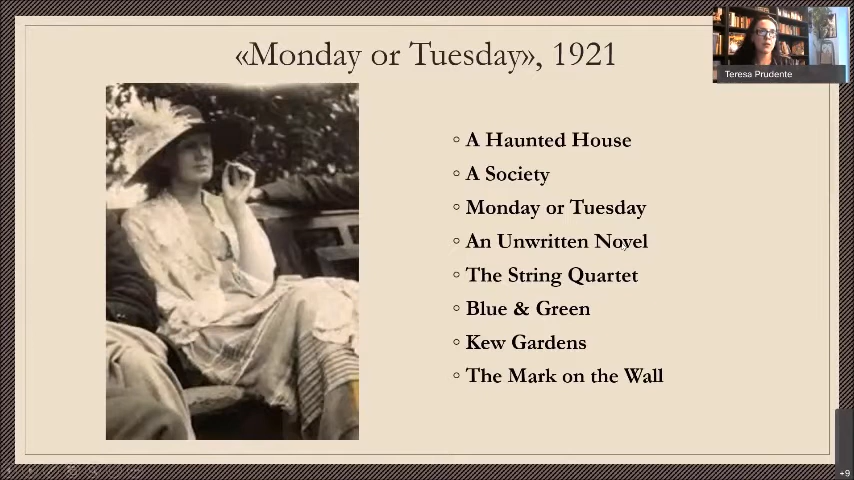 «Monday or Tuesday», 1921
Teresa Prudente
A Haunted House
A Society
Monday or Tuesday
An Unwritten Novel
The String Quartet
Blue & Green
Kew Gardens
The Mark on the Wall
+9